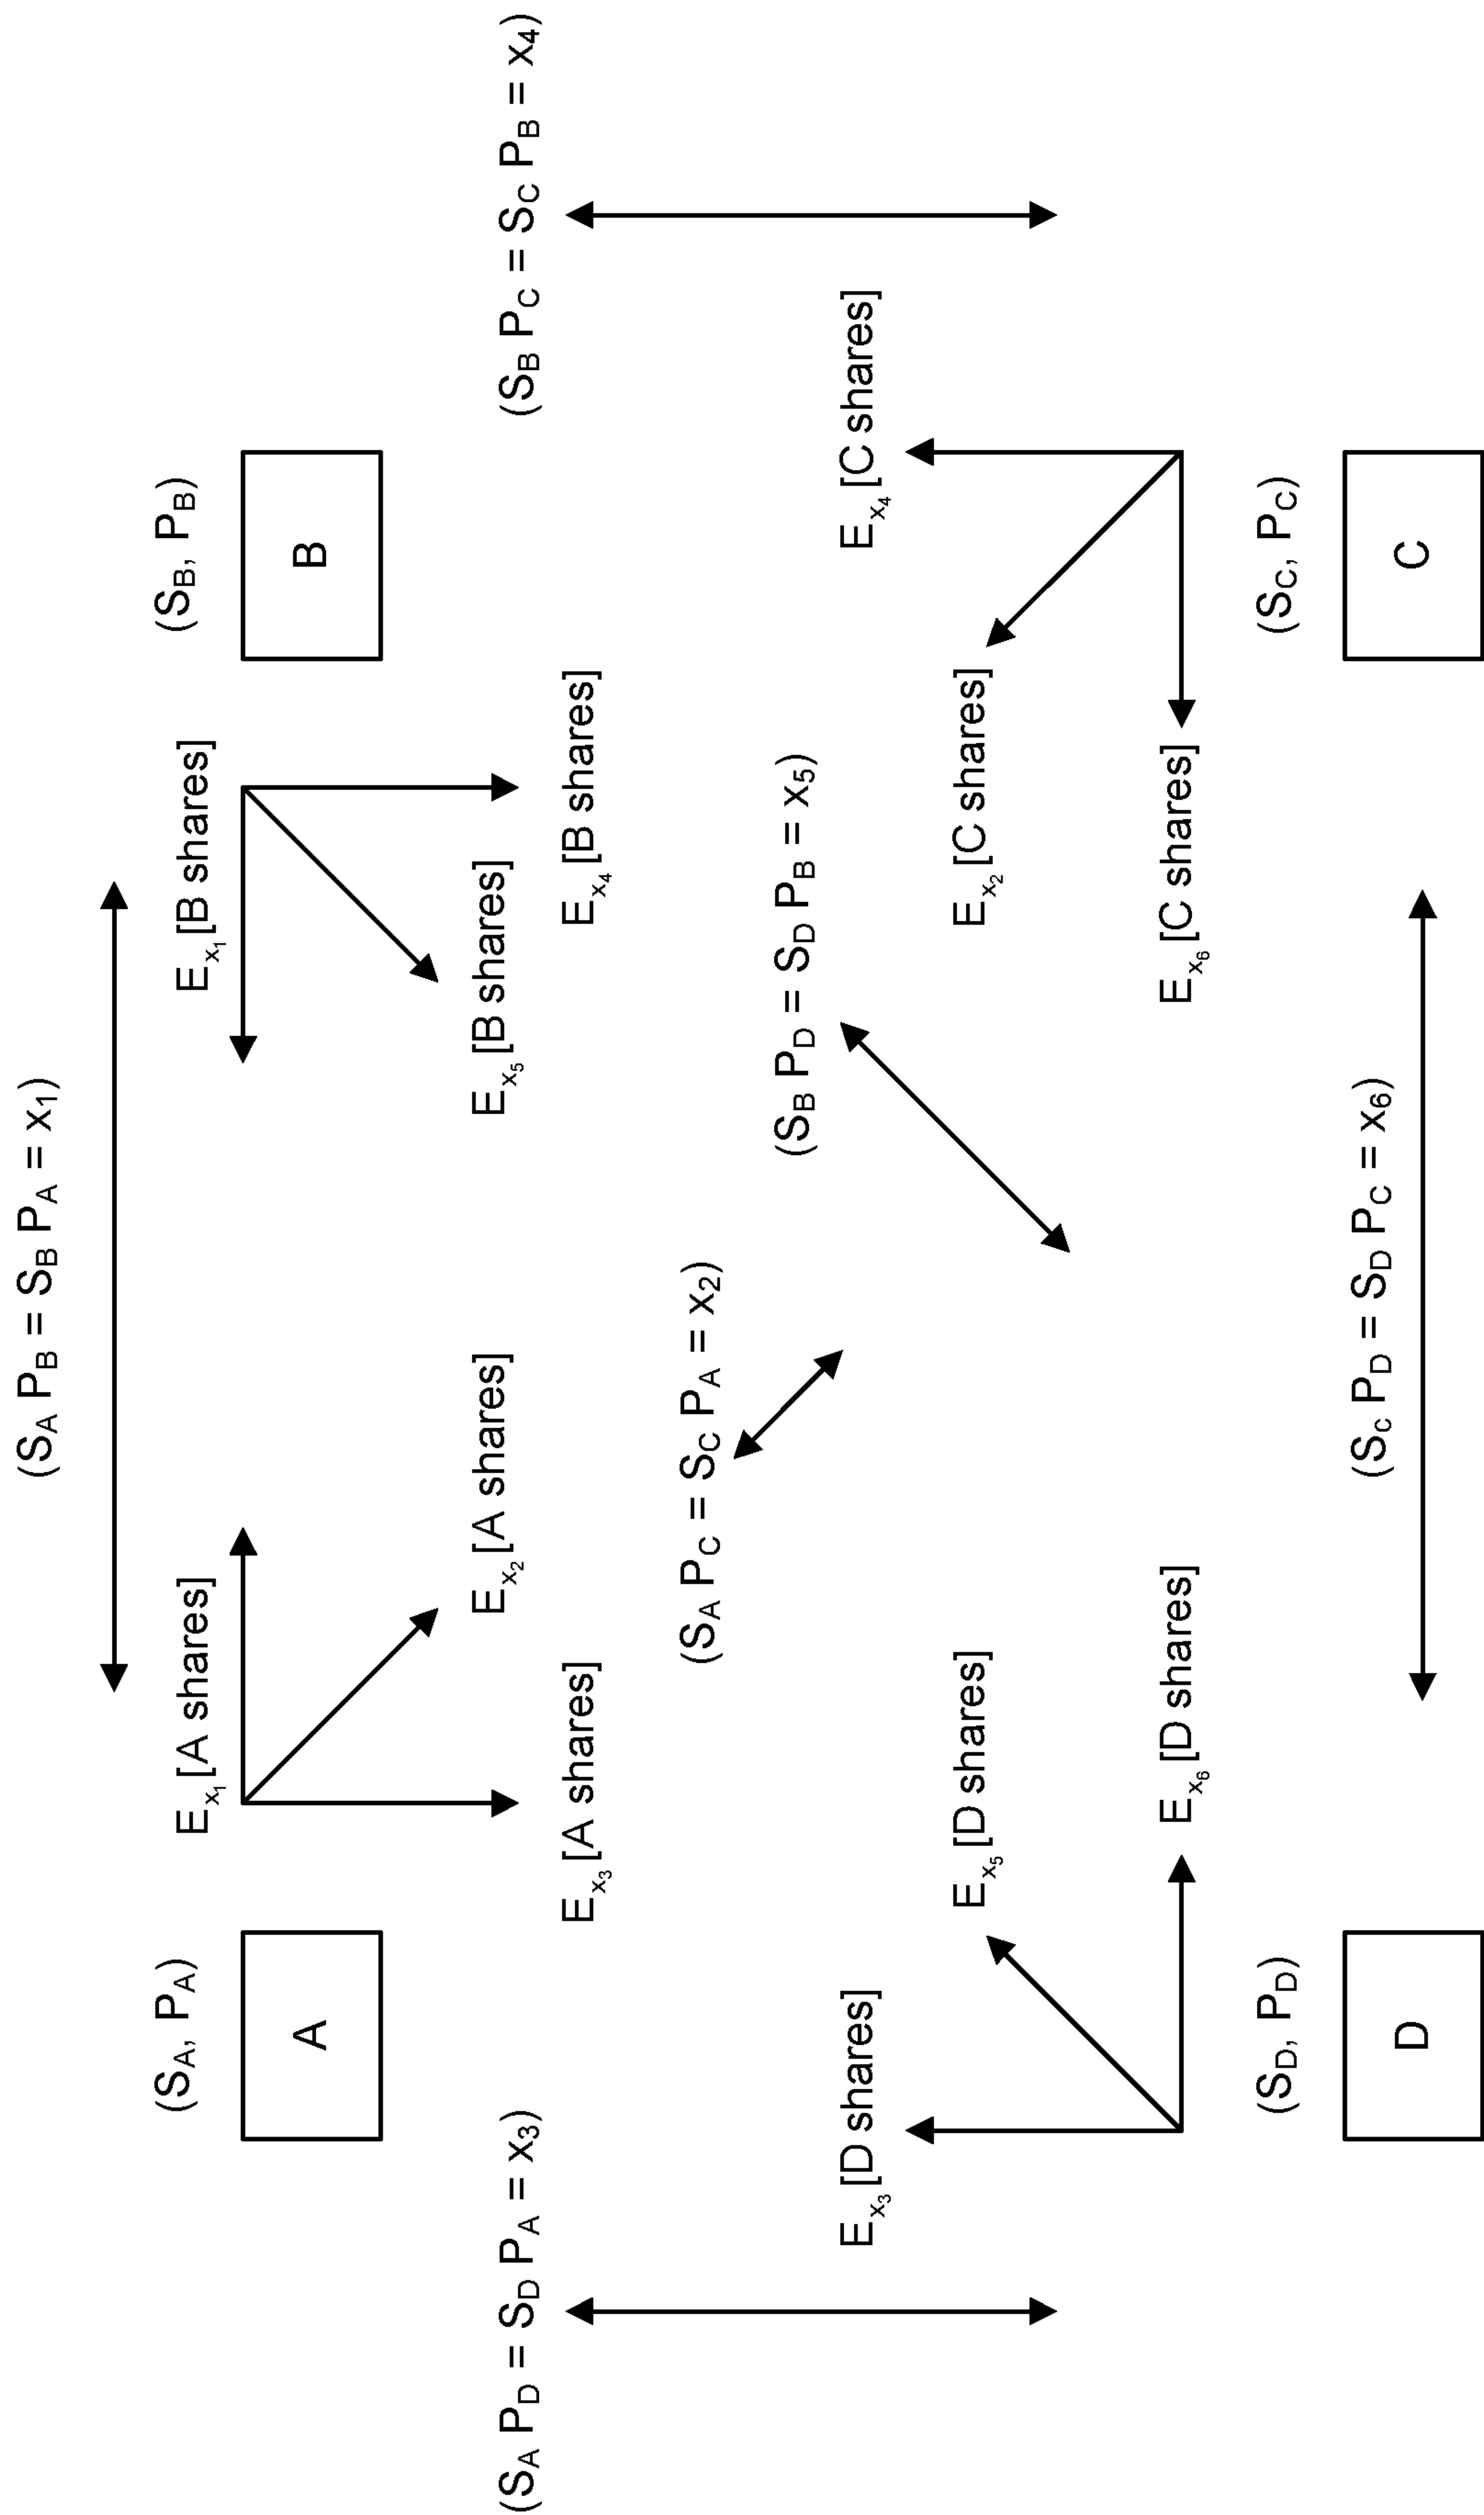 (S_A P_B = S_B P_A = x_1)
(S_A, P_A)
(S_B, P_B)
E_x1 [A shares]
E_x1 [B shares]
A
B
E_x2 [A shares]
E_x5 [B shares]
(S_A P_D = S_D P_A = x_3)
E_x3 [A shares]
E_x4 [B shares]
(S_B P_C = S_C P_B = x_4)
(S_A P_C = S_C P_A = x_2)
(S_B P_D = S_D P_B = x_5)
E_x3 [D shares]
E_x4 [C shares]
E_x5 [D shares]
E_x2 [C shares]
E_x6 [D shares]
E_x6 [C shares]
(S_D, P_D)
(S_C, P_C)
(S_c P_D = S_D P_C = x_6)
D
C